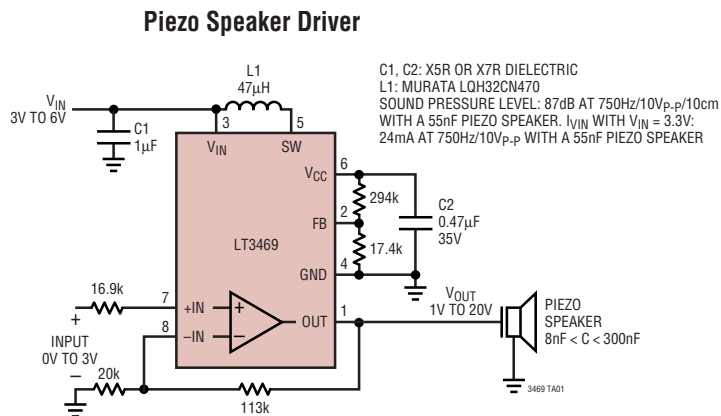 Piezo Speaker Driver
C1, C2: X5R OR X7R DIELECTRIC
L1: MURATA LQH32CN470
SOUND PRESSURE LEVEL: 87dB AT 750Hz/10VP-P/10cm
WITH A 55nF PIEZO SPEAKER. IVIN WITH VIN = 3.3V:
24mA AT 750Hz/10VP-P WITH A 55nF PIEZO SPEAKER
L1
47µH
VIN
3V TO 6V
C1
1µF
3
5
VIN
SW
VCC
6
294k
FB
2
C2
0.47µF
35V
LT3469
17.4k
GND
4
16.9k
7
+IN
+
OUT
1
VOUT
1V TO 20V
PIEZO
SPEAKER
8nF < C < 300nF
+
INPUT
0V TO 3V
–
8
–IN
–
20k
113k
3469 TA01